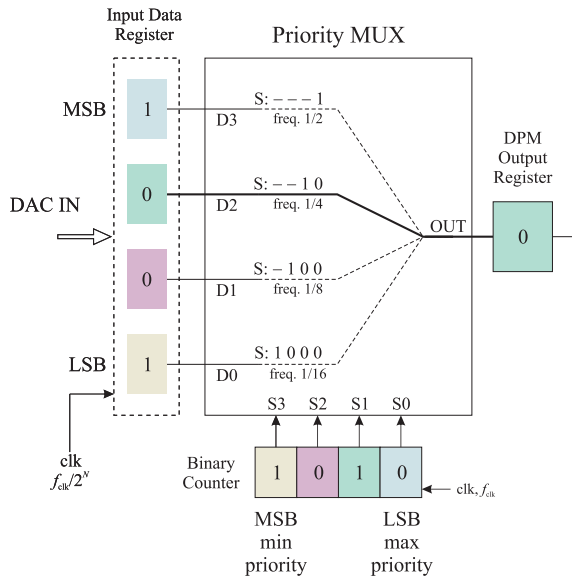 Input Data
Register
Priority MUX
MSB
1
D3
S: – – – 1
freq. 1/2
DAC IN
0
D2
S: – – 1 0
freq. 1/4
OUT
DPM
Output
Register
0
0
D1
S: – 1 0 0
freq. 1/8
LSB
1
D0
S: 1 0 0 0
freq. 1/16
clk
f_clk/2^N
S3 S2 S1 S0
Binary
Counter
1 0 1 0
clk, f_clk
MSB
min
priority
LSB
max
priority